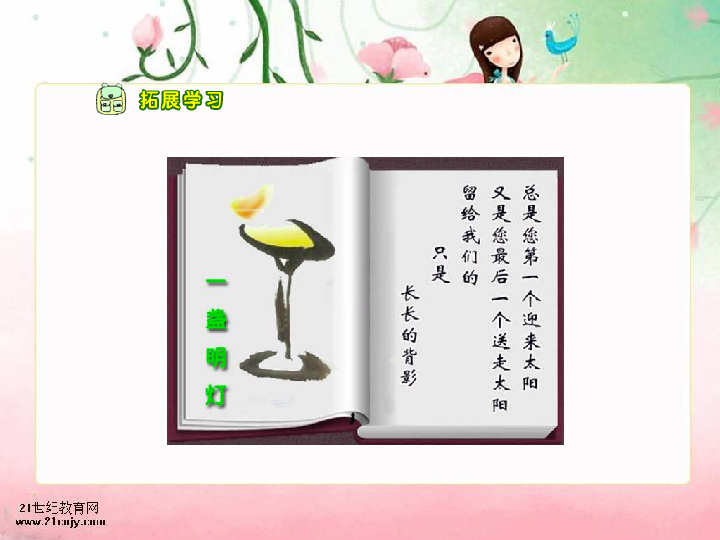 拓展学习
一盏明灯
总是您第一个迎来太阳
又是您最后一个送走太阳
留给我们的
只是
长长的背影
21世纪教育网
www.21cnjy.com